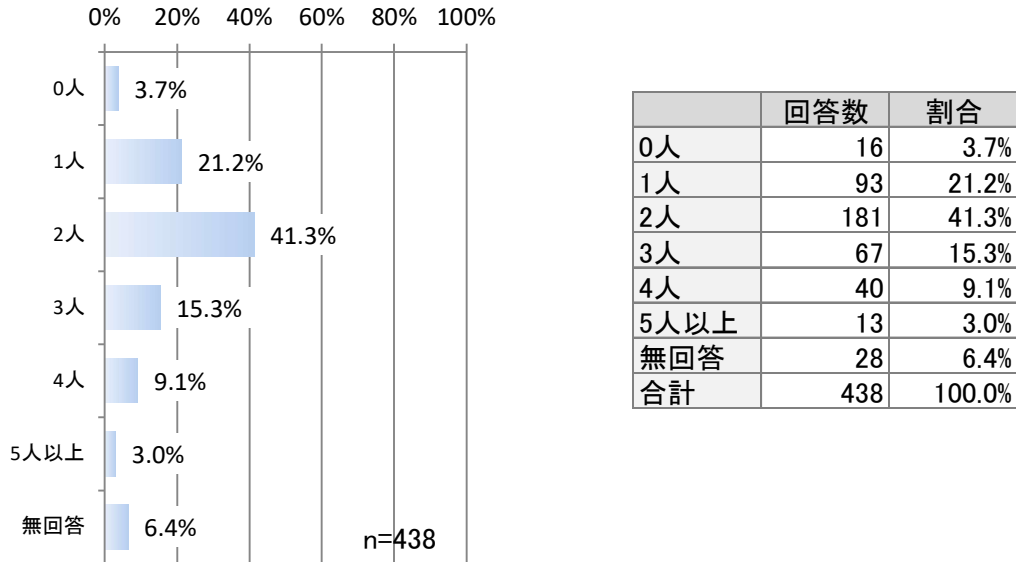 0% 20% 40% 60% 80% 100%
0人 3.7%
1人 21.2%
2人 41.3%
3人 15.3%
4人 9.1%
5人以上 3.0%
無回答 6.4%
n=438
回答数 割合
0人 16 3.7%
1人 93 21.2%
2人 181 41.3%
3人 67 15.3%
4人 40 9.1%
5人以上 13 3.0%
無回答 28 6.4%
合計 438 100.0%